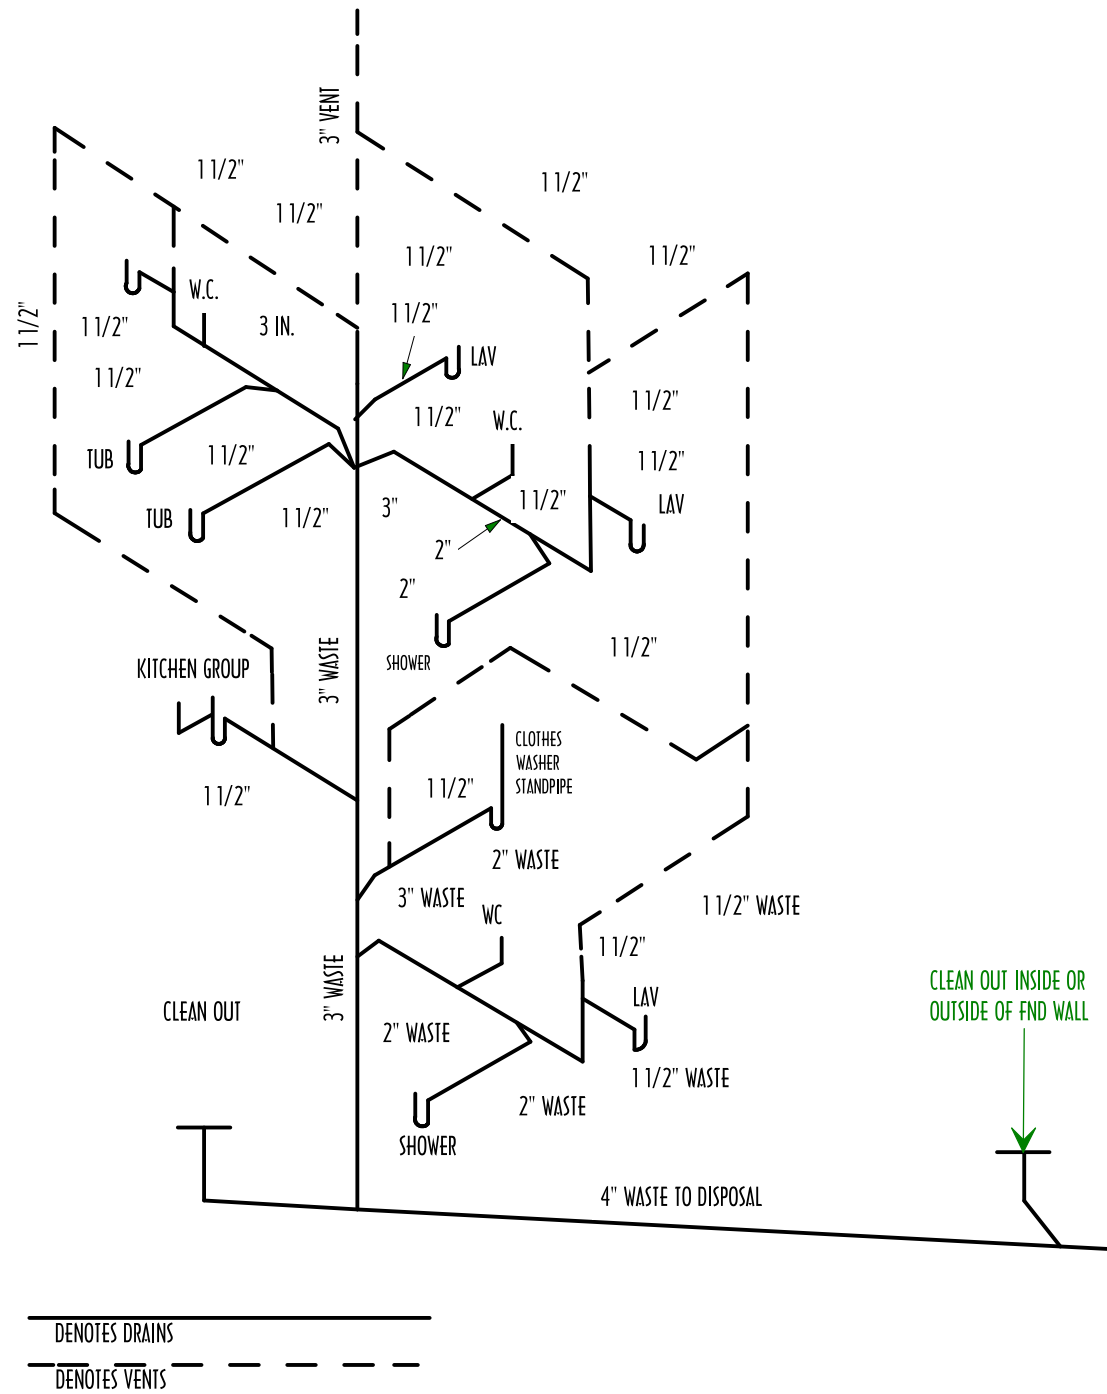 3" VENT
1 1/2"
1 1/2"
1 1/2"
1 1/2"
1 1/2"
W.C.
1 1/2"
1 1/2"
3 IN.
1 1/2"
LAV
1 1/2"
1 1/2"
1 1/2"
W.C.
1 1/2"
TUB
1 1/2"
1 1/2"
LAV
1 1/2"
3"
TUB
1 1/2"
2"
2"
SHOWER
3" WASTE
KITCHEN GROUP
1 1/2"
CLOTHES
WASHER
STANDPIPE
1 1/2"
1 1/2"
2" WASTE
3" WASTE
WC
1 1/2" WASTE
1 1/2"
3" WASTE
LAV
CLEAN OUT
CLEAN OUT INSIDE OR
OUTSIDE OF FND WALL
2" WASTE
1 1/2" WASTE
2" WASTE
SHOWER
4" WASTE TO DISPOSAL
DENOTES DRAINS
DENOTES VENTS